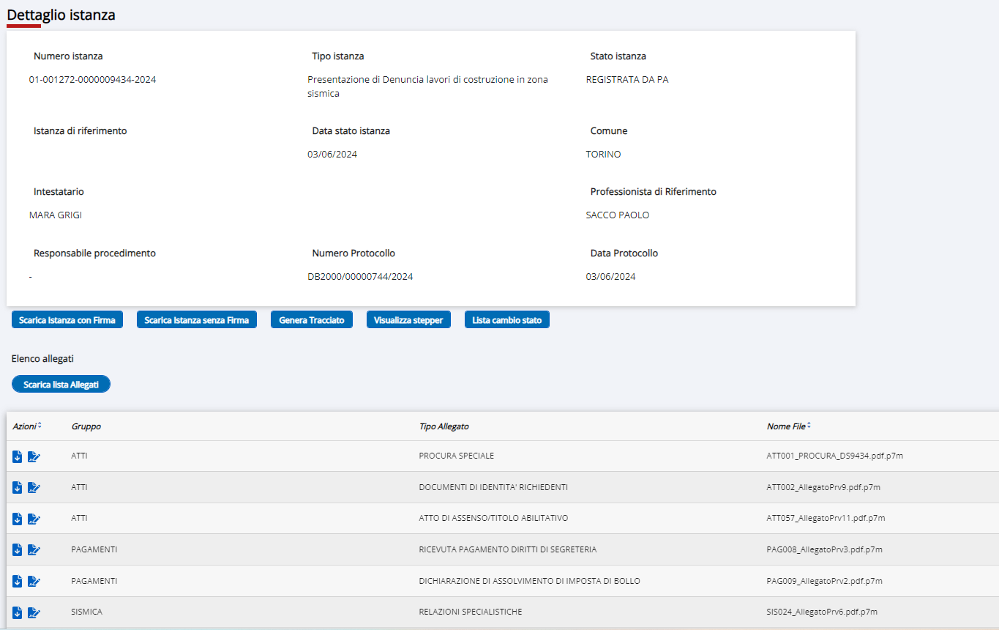 Dettaglio istanza
Numero istanza Tipo istanza Stato istanza
01-001272-0000009434-2024 Presentazione di Denuncia lavori di costruzione in zona REGISTRATA DA PA
sismica
Istanza di riferimento Data stato istanza Comune
03/06/2024 TORINO
Intestatario Professionista di Riferimento
MARA GRIGI SACCO PAOLO
Responsabile procedimento Numero Protocollo Data Protocollo
- DB2000/00000744/2024 03/06/2024
Scarica Istanza con Firma Scarica Istanza senza Firma Genera Tracciato Visualizza stepper Lista cambio stato
Elenco allegati
Scarica lista Allegati
Azioni Gruppo Tipo Allegato Nome File
ATTI PROCURA SPECIALE ATT001_PROCURA_DS9434.pdf.p7m
ATTI DOCUMENTI DI IDENTITA' RICHIEDENTI ATT002_AllegatoPrv9.pdf.p7m
ATTI ATTO DI ASSENSO/TITOLO ABILITATIVO ATT057_AllegatoPrv11.pdf.p7m
PAGAMENTI RICEVUTA PAGAMENTO DIRITTI DI SEGRETERIA PAG008_AllegatoPrv3.pdf.p7m
PAGAMENTI DICHIARAZIONE DI ASSOLVIMENTO DI IMPOSTA DI BOLLO PAG009_AllegatoPrv2.pdf.p7m
SISMICA RELAZIONI SPECIALISTICHE SIS024_AllegatoPrv6.pdf.p7m